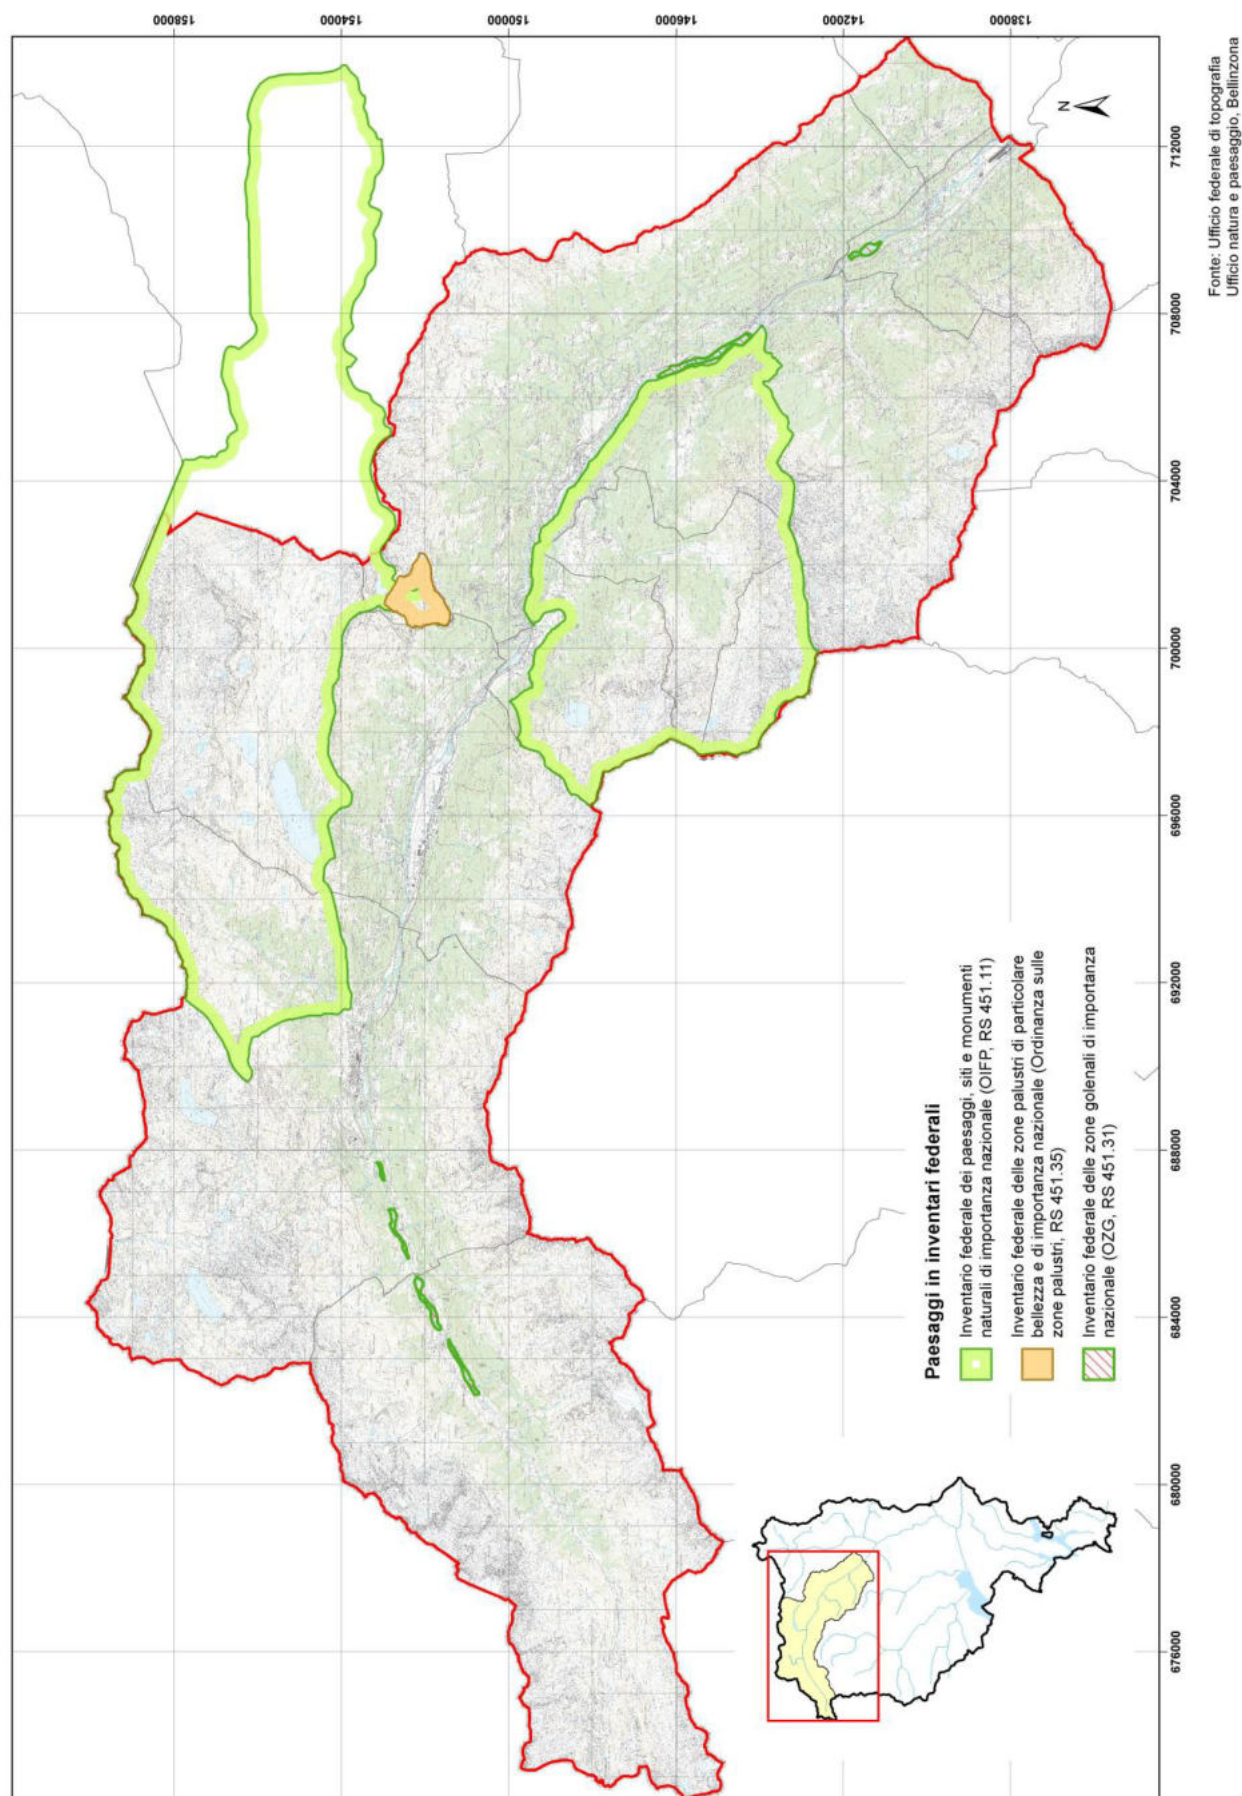 158000
154000
150000
146000
142000
138000
N
712000
708000
704000
700000
696000
692000
688000
684000
680000
676000
Paesaggi in inventari federali
Inventario federale dei paesaggi, siti e monumenti
naturali di importanza nazionale (OIFP, RS 451.11)
Inventario federale delle zone palustri di particolare
bellezza e di importanza nazionale (Ordinanza sulle
zone palustri, RS 451.35)
Inventario federale delle zone golenali di importanza
nazionale (OZG, RS 451.31)
Fonte: Ufficio federale di topografia
Ufficio natura e paesaggio, Bellinzona